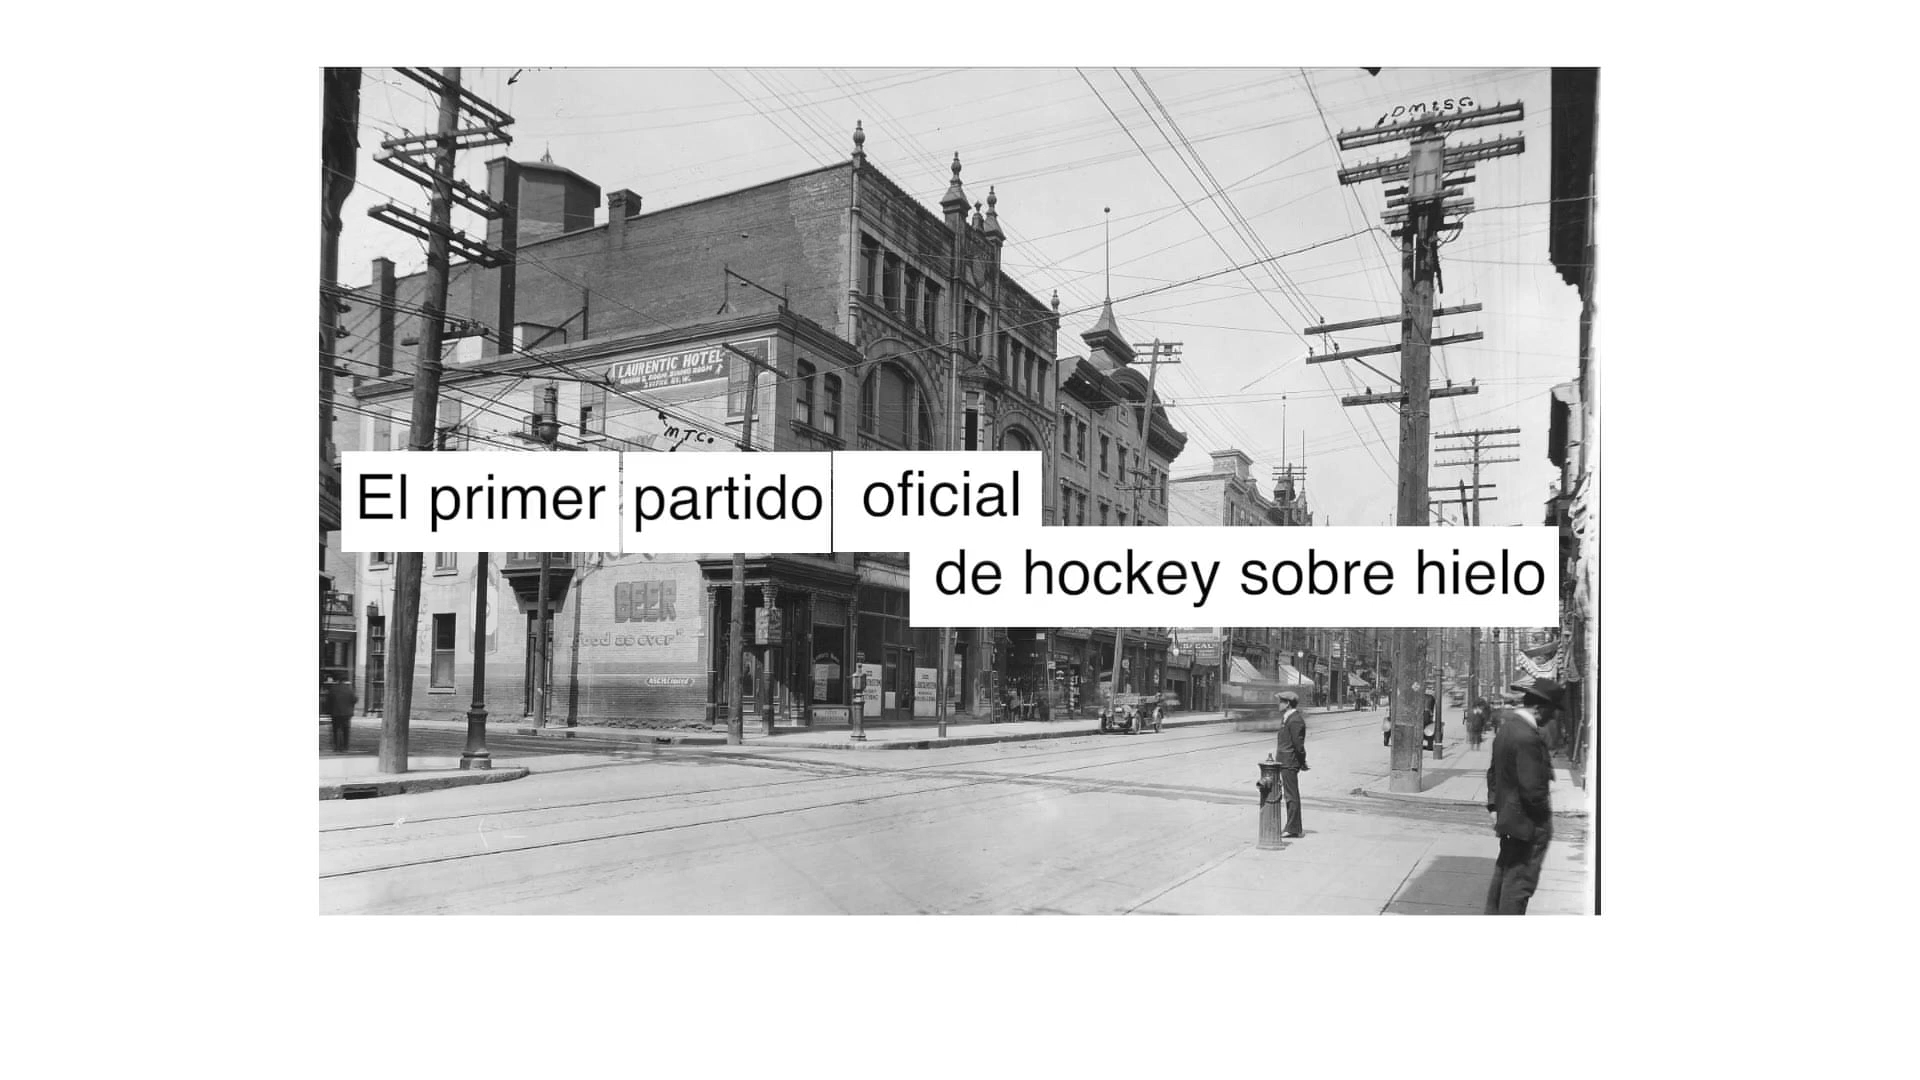 D M & S Co
LAURENTIC HOTEL
M.T.Co
El primer partido oficial
de hockey sobre hielo
BEER
"Good as ever"